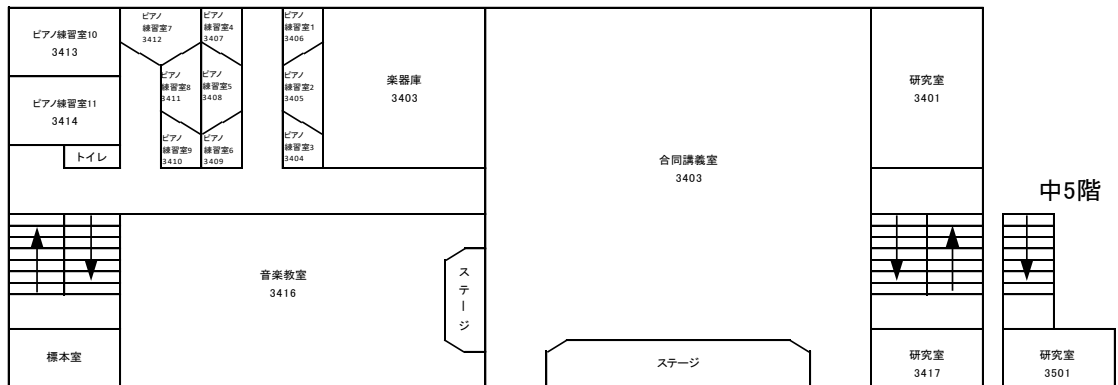 ピアノ練習室10
3413
ピアノ
練習室7
3412
ピアノ
練習室4
3407
ピアノ
練習室1
3406
ピアノ練習室11
3414
ピアノ
練習室8
3411
ピアノ
練習室5
3408
ピアノ
練習室2
3405
トイレ
ピアノ
練習室9
3410
ピアノ
練習室6
3409
ピアノ
練習室3
3404
楽器庫
3403
合同講義室
3403
研究室
3401
中5階
音楽教室
3416
ステージ
標本室
ステージ
研究室
3417
研究室
3501